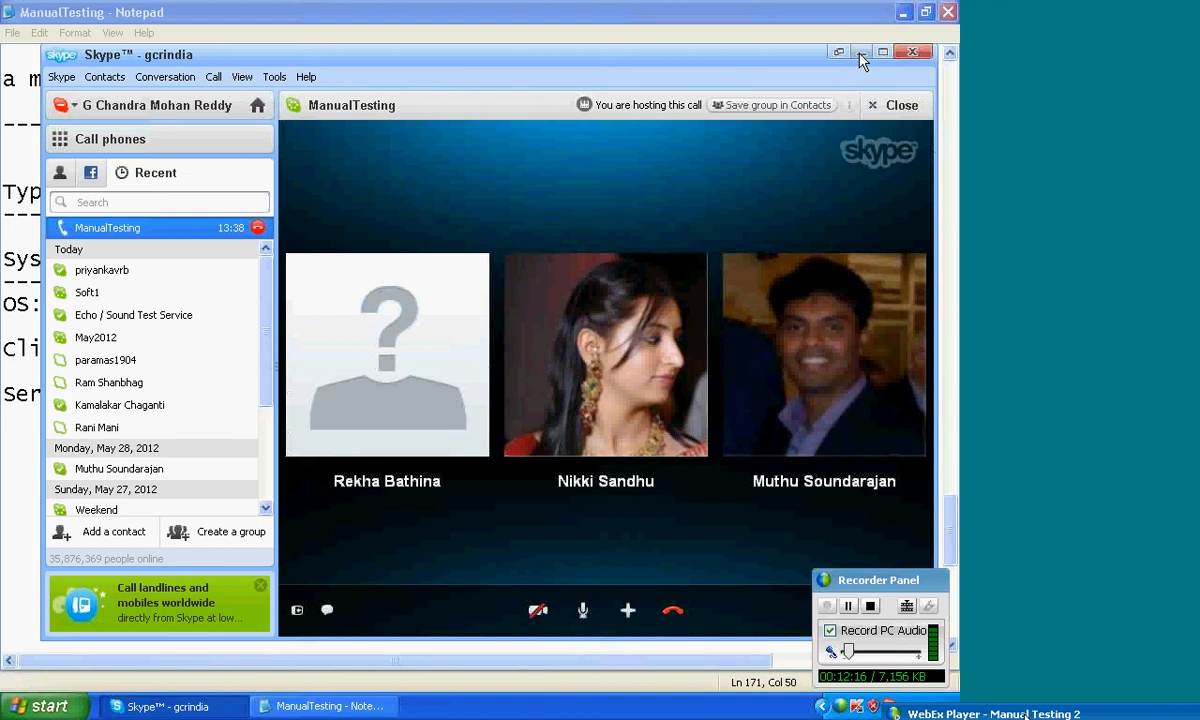 ManualTesting - Notepad
File Edit Format View Help
skype Skype™ - gcrindia
Skype Contacts Conversation Call View Tools Help
a m
G Chandra Mohan Reddy
ManualTesting
You are hosting this call
Save group in Contacts
Close
Call phones
skype
Recent
Typ
Search
ManualTesting 13:38
Today
Sys
priyankavrb
Soft1
OS:
Echo / Sound Test Service
May2012
Cli
paramas1904
Ram Shanbhag
Ser
Kamalakar Chaganti
Rani Mani
Monday, May 28, 2012
Muthu Soundarajan
Sunday, May 27, 2012
Weekend
Rekha Bathina
Nikki Sandhu
Muthu Soundarajan
Add a contact
Create a group
35,876,369 people online
Call landlines and
mobiles worldwide
directly from Skype at low...
Recorder Panel
Record PC Audio
00:12:16 / 7,156 KB
Ln 171, Col 50
start
Skype™ - gcrindia
ManualTesting - Note...
WebEx Player - Manual Testing 2